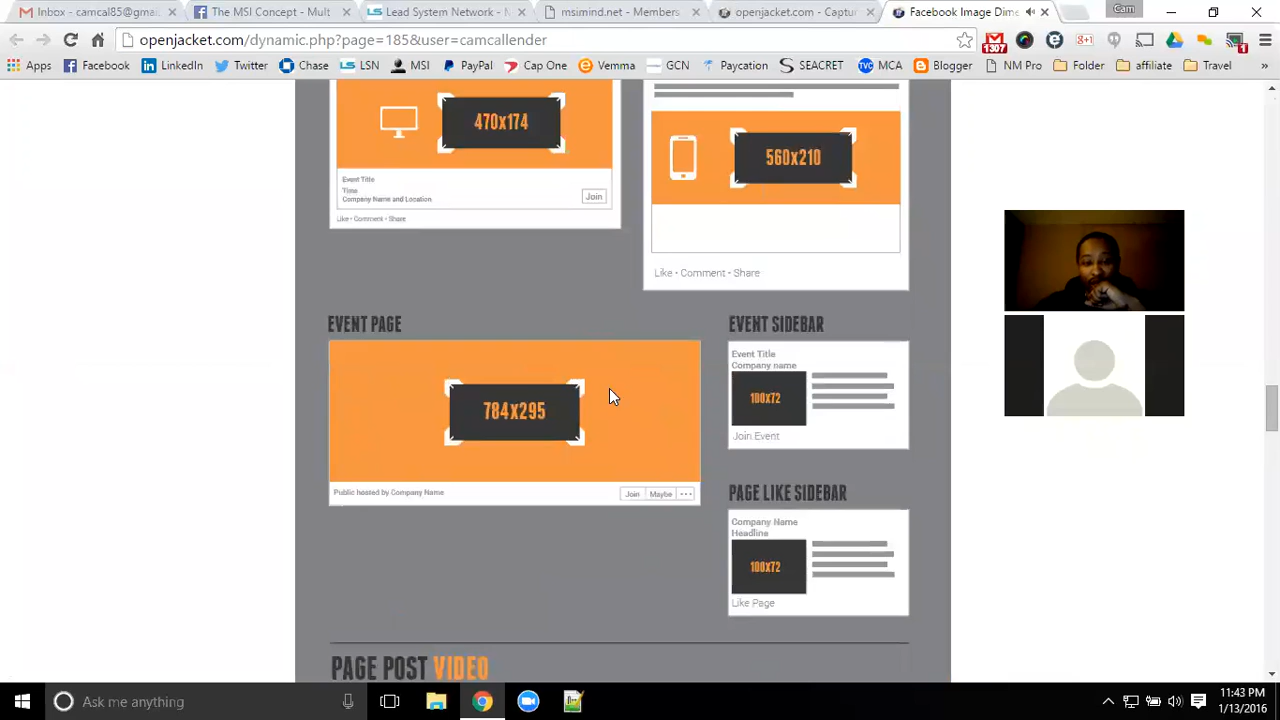 Inbox - camcal85@gmai
The MSI Concept - Mult
Lead System Network - N
msimind.net - Members
openjacket.com - Captur
Facebook Image Dime
Cam
openjacket.com/dynamic.php?page=185&user=camcallender
1307
1
Apps
Facebook
LinkedIn
Twitter
Chase
LSN
MSI
PayPal
Cap One
Vemma
GCN
Paycation
SEACRET
MCA
Blogger
NM Pro
Folder
affiliate
Travel
470x174
Event Title
Time
Company Name and Location
Join
Like • Comment • Share
560x210
Like • Comment • Share
EVENT PAGE
784x295
Public hosted by Company Name
Join
Maybe
EVENT SIDEBAR
Event Title
Company name
100x72
Join Event
PAGE LIKE SIDEBAR
Company Name
Headline
100x72
Like Page
PAGE POST VIDEO
Ask me anything
11:43 PM
1/13/2016